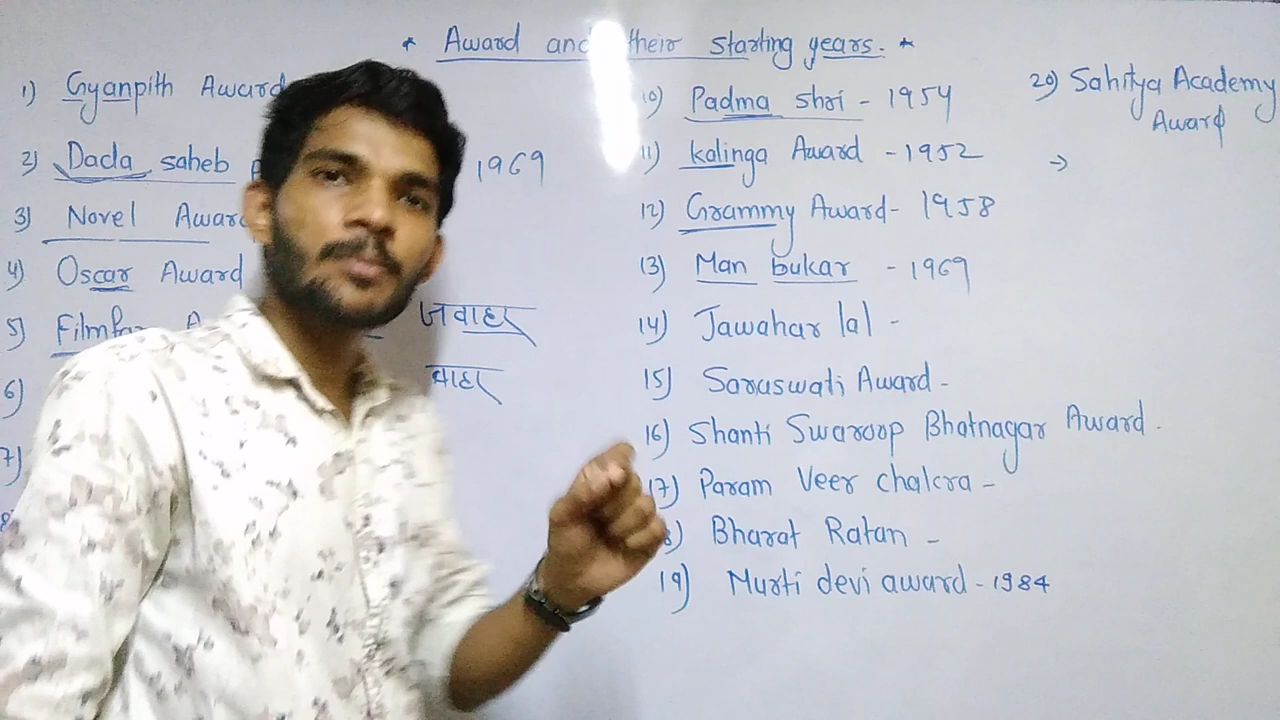 * Award and their starting years. *
1) Gyanpith Award
2) Dada saheb 1969
3) Novel Award
4) Oscar Award
5) Filmfar A
6)
7)
8
जवाहर
वाहर
10) Padma shri - 1954
11) kalinga Award - 1952
12) Grammy Award - 1958
13) Man bukar - 1969
14) Jawahar lal -
15) Saraswati Award -
16) Shanti Swaroop Bhatnagar Award .
17) Param Veer chakra -
8) Bharat Ratan -
19) Murti devi award - 1984
20) Sahitya Academy
Award
→